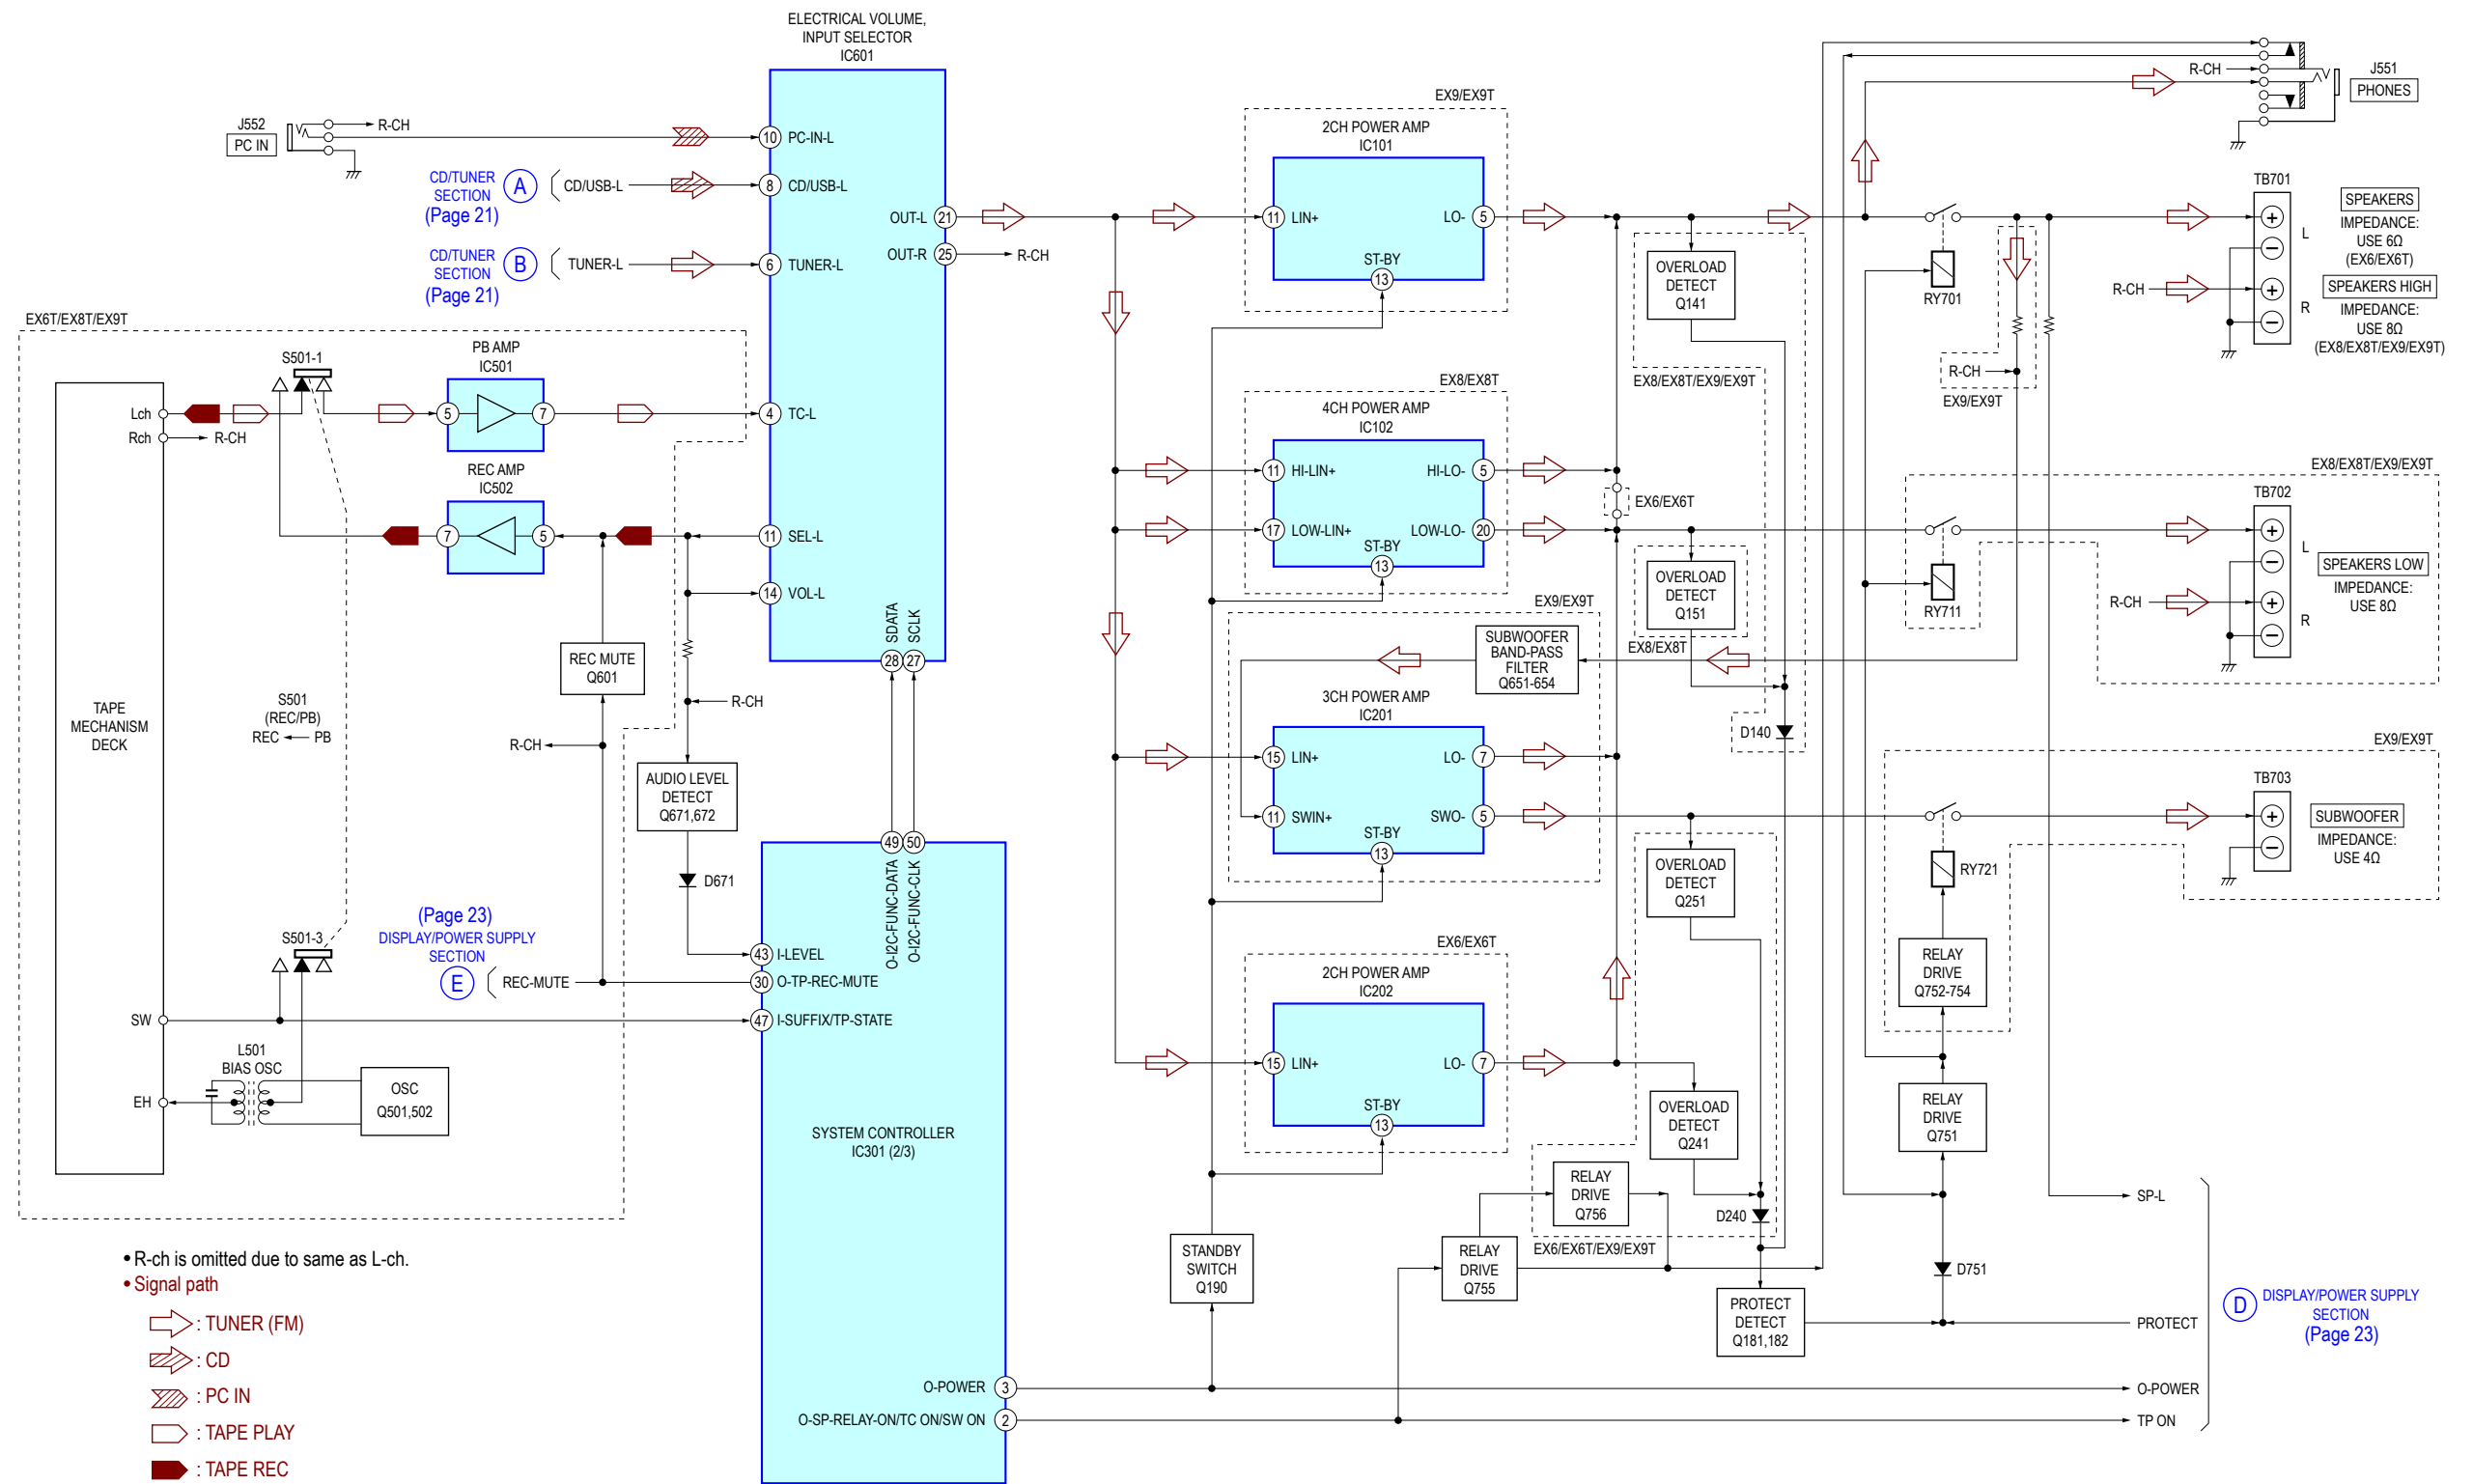 ELECTRICAL VOLUME,
INPUT SELECTOR
IC601
J552
PC IN
R-CH
10 PC-IN-L
CD/TUNER
SECTION
(Page 21)
A
CD/USB-L
8 CD/USB-L
CD/TUNER
SECTION
(Page 21)
B
TUNER-L
6 TUNER-L
OUT-L 21
OUT-R 25
R-CH
EX6T/EX8T/EX9T
S501-1
PB AMP
IC501
5
7
4 TC-L
Lch
Rch
R-CH
REC AMP
IC502
7
5
11 SEL-L
14 VOL-L
SDATA
SCLK
28
27
REC MUTE
Q601
R-CH
R-CH
TAPE
MECHANISM
DECK
S501
(REC/PB)
REC
PB
AUDIO LEVEL
DETECT
Q671,672
D671
49
50
O-I2C-FUNC-DATA
O-I2C-FUNC-CLK
(Page 23)
DISPLAY/POWER SUPPLY
SECTION
E
REC-MUTE
S501-3
43 I-LEVEL
30 O-TP-REC-MUTE
47 I-SUFFIX/TP-STATE
SW
L501
BIAS OSC
EH
OSC
Q501,502
SYSTEM CONTROLLER
IC301 (2/3)
O-POWER 3
O-SP-RELAY-ON/TC ON/SW ON 2
• R-ch is omitted due to same as L-ch.
• Signal path
: TUNER (FM)
: CD
: PC IN
: TAPE PLAY
: TAPE REC
EX9/EX9T
2CH POWER AMP
IC101
11 LIN+
LO- 5
ST-BY
13
EX8/EX8T
4CH POWER AMP
IC102
11 HI-LIN+
HI-LO- 5
17 LOW-LIN+
LOW-LO- 20
ST-BY
13
EX6/EX6T
EX9/EX9T
SUBWOOFER
BAND-PASS
FILTER
Q651-654
3CH POWER AMP
IC201
15 LIN+
LO- 7
11 SWIN+
SWO- 5
ST-BY
13
EX6/EX6T
2CH POWER AMP
IC202
15 LIN+
LO- 7
ST-BY
13
STANDBY
SWITCH
Q190
OVERLOAD
DETECT
Q141
EX8/EX8T/EX9/EX9T
OVERLOAD
DETECT
Q151
EX8/EX8T
D140
OVERLOAD
DETECT
Q251
OVERLOAD
DETECT
Q241
RELAY
DRIVE
Q756
D240
EX6/EX6T/EX9/EX9T
RELAY
DRIVE
Q755
PROTECT
DETECT
Q181,182
R-CH
J551
PHONES
RY701
R-CH
EX9/EX9T
TB701
+
−
+
−
L
R
R-CH
SPEAKERS
IMPEDANCE:
USE 6Ω
(EX6/EX6T)
SPEAKERS HIGH
IMPEDANCE:
USE 8Ω
(EX8/EX8T/EX9/EX9T)
EX8/EX8T/EX9/EX9T
RY711
TB702
+
−
+
−
L
R
R-CH
SPEAKERS LOW
IMPEDANCE:
USE 8Ω
EX9/EX9T
TB703
+
−
SUBWOOFER
IMPEDANCE:
USE 4Ω
RY721
RELAY
DRIVE
Q752-754
RELAY
DRIVE
Q751
D751
SP-L
PROTECT
O-POWER
TP ON
D
DISPLAY/POWER SUPPLY
SECTION
(Page 23)